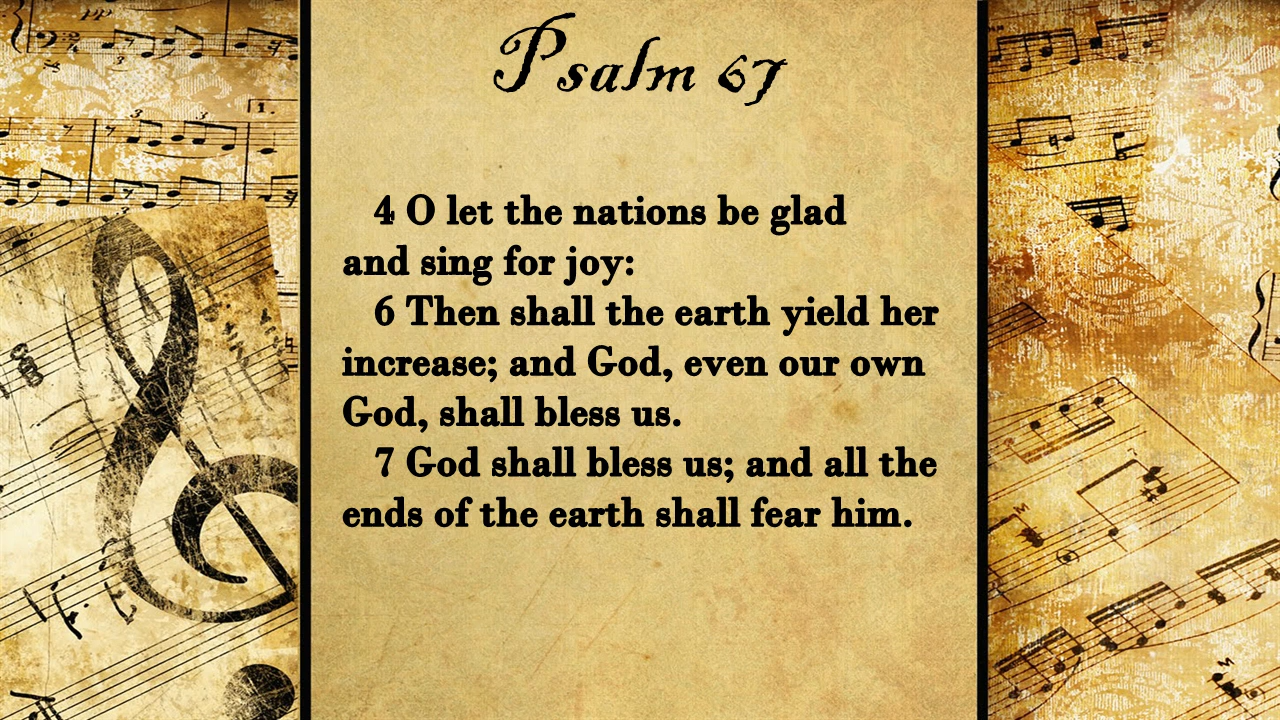 Psalm 67
4 O let the nations be glad
and sing for joy:
6 Then shall the earth yield her
increase; and God, even our own
God, shall bless us.
7 God shall bless us; and all the
ends of the earth shall fear him.